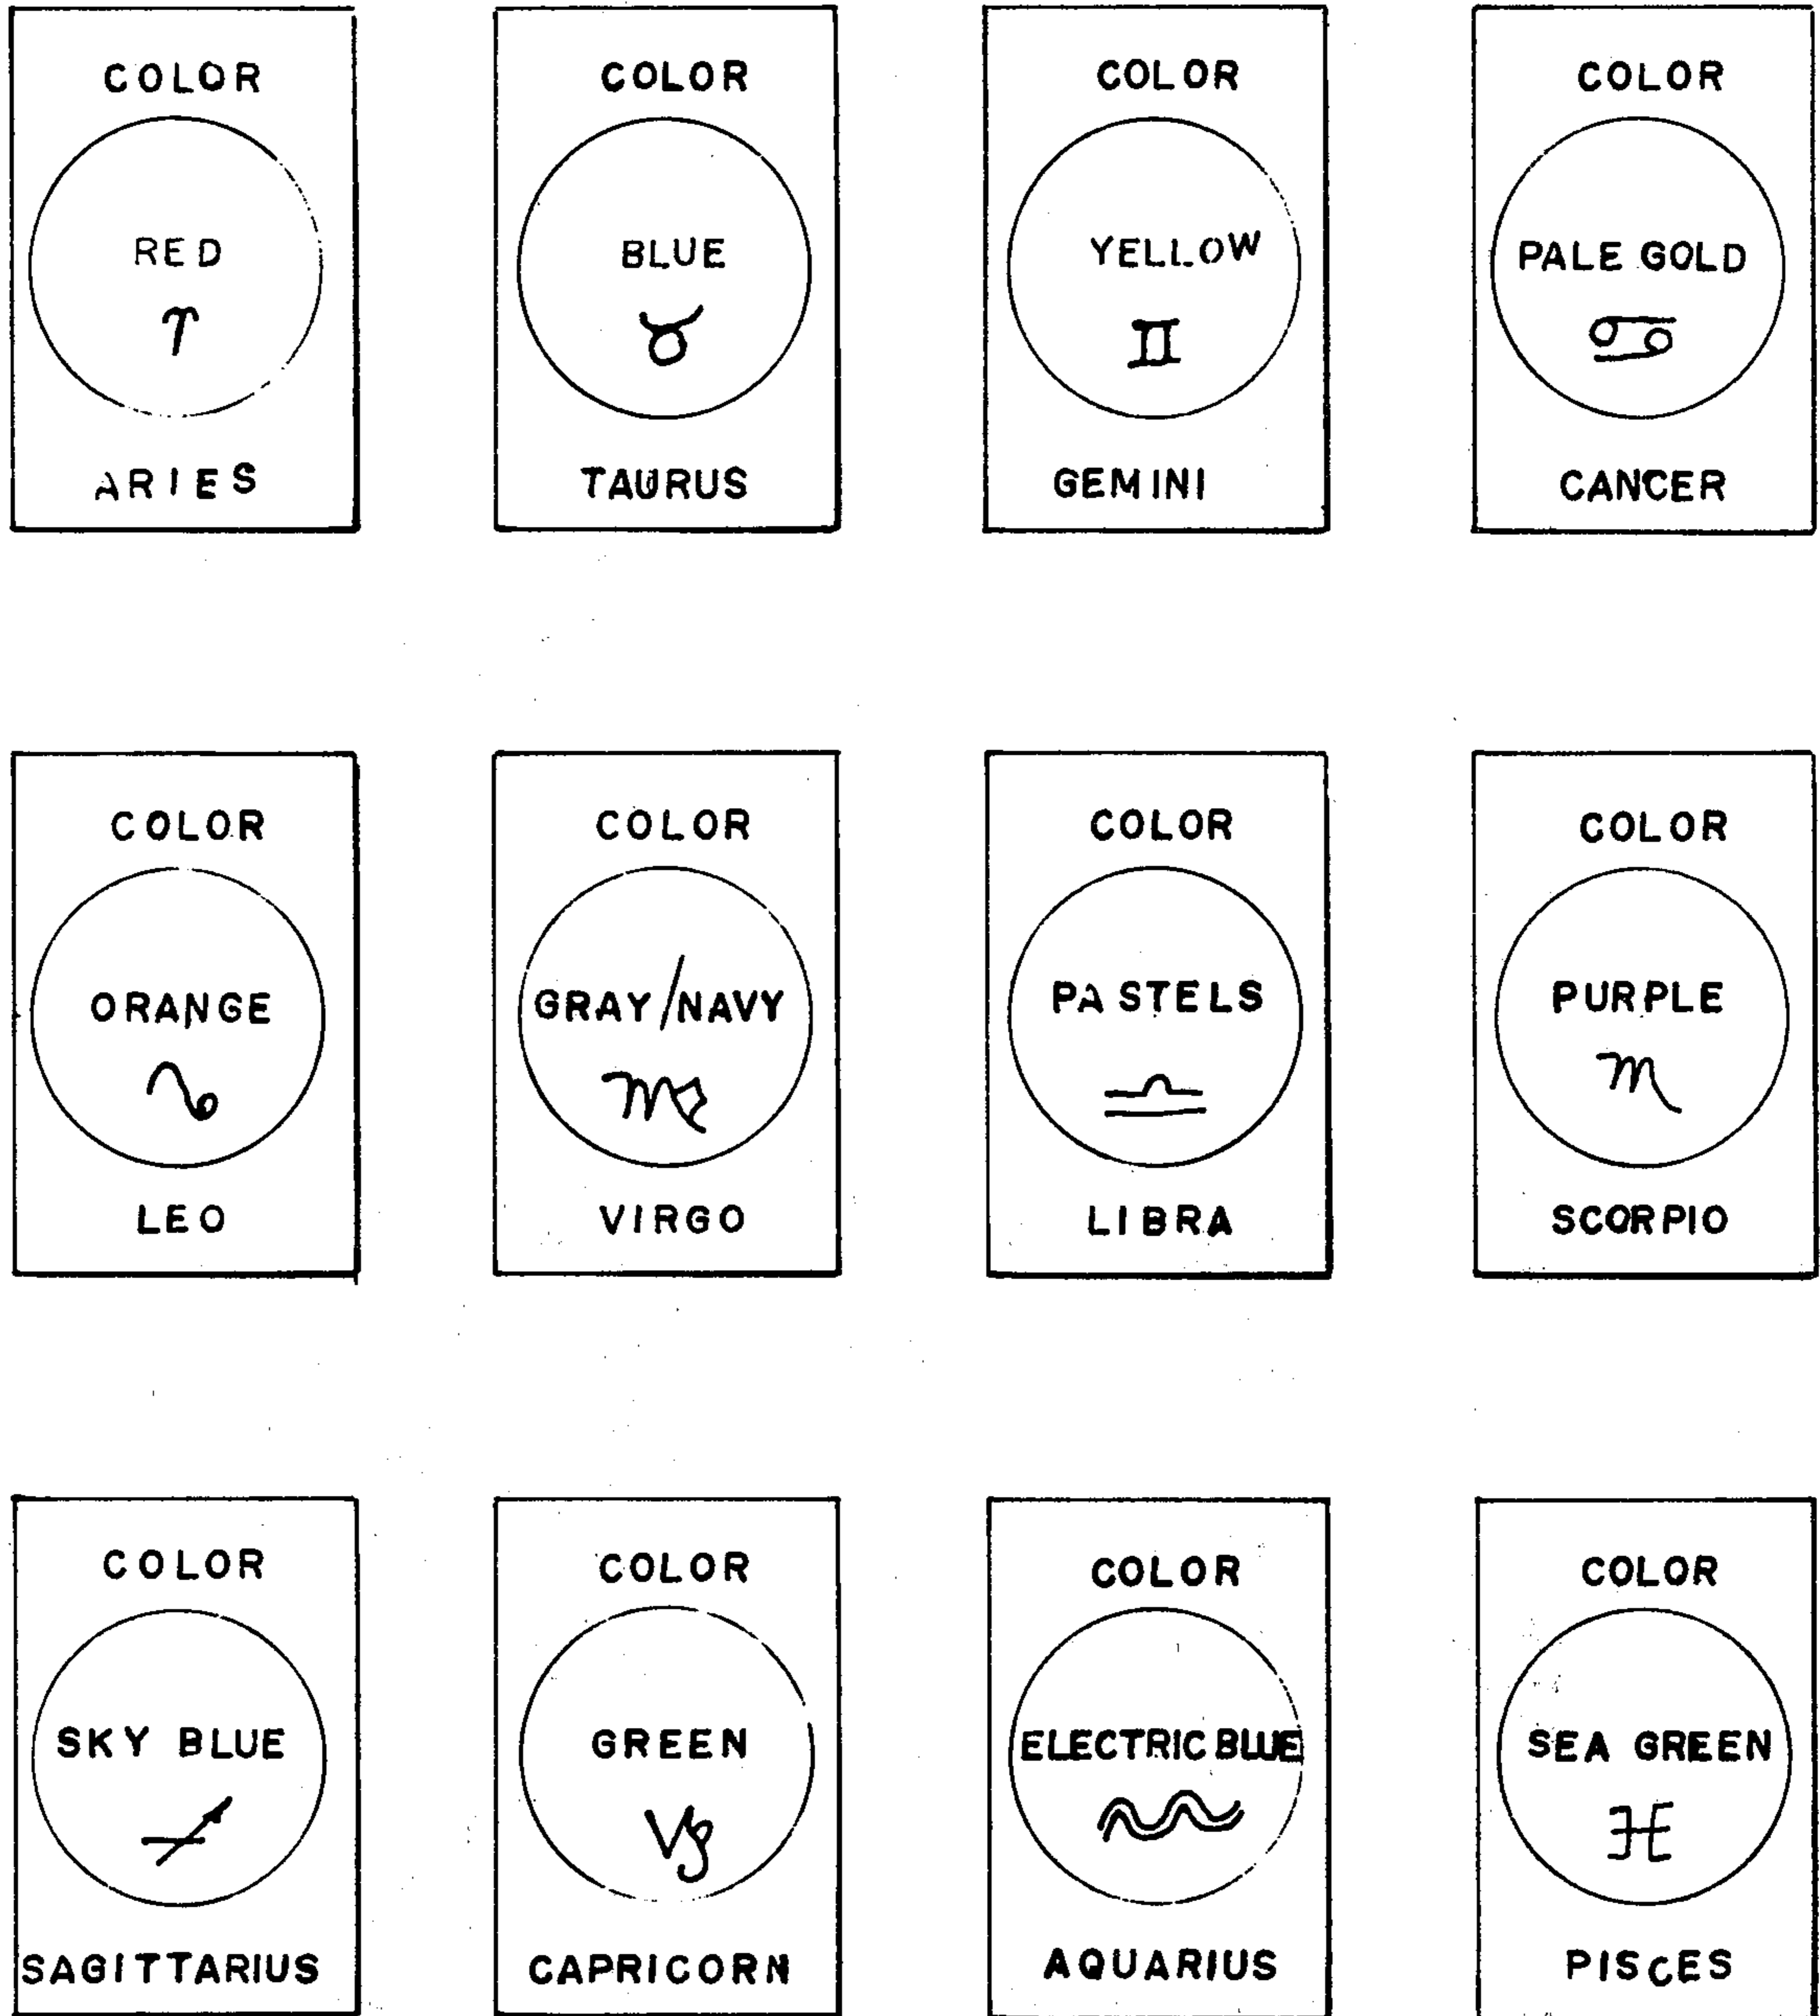 COLOR
RED
♈
ARIES
COLOR
BLUE
♉
TAURUS
COLOR
YELLOW
♊
GEMINI
COLOR
PALE GOLD
♋
CANCER
COLOR
ORANGE
♌
LEO
COLOR
GRAY/NAVY
♍
VIRGO
COLOR
PASTELS
♎
LIBRA
COLOR
PURPLE
♏
SCORPIO
COLOR
SKY BLUE
♐
SAGITTARIUS
COLOR
GREEN
♑
CAPRICORN
COLOR
ELECTRIC BLUE
♒
AQUARIUS
COLOR
SEA GREEN
♓
PISCES